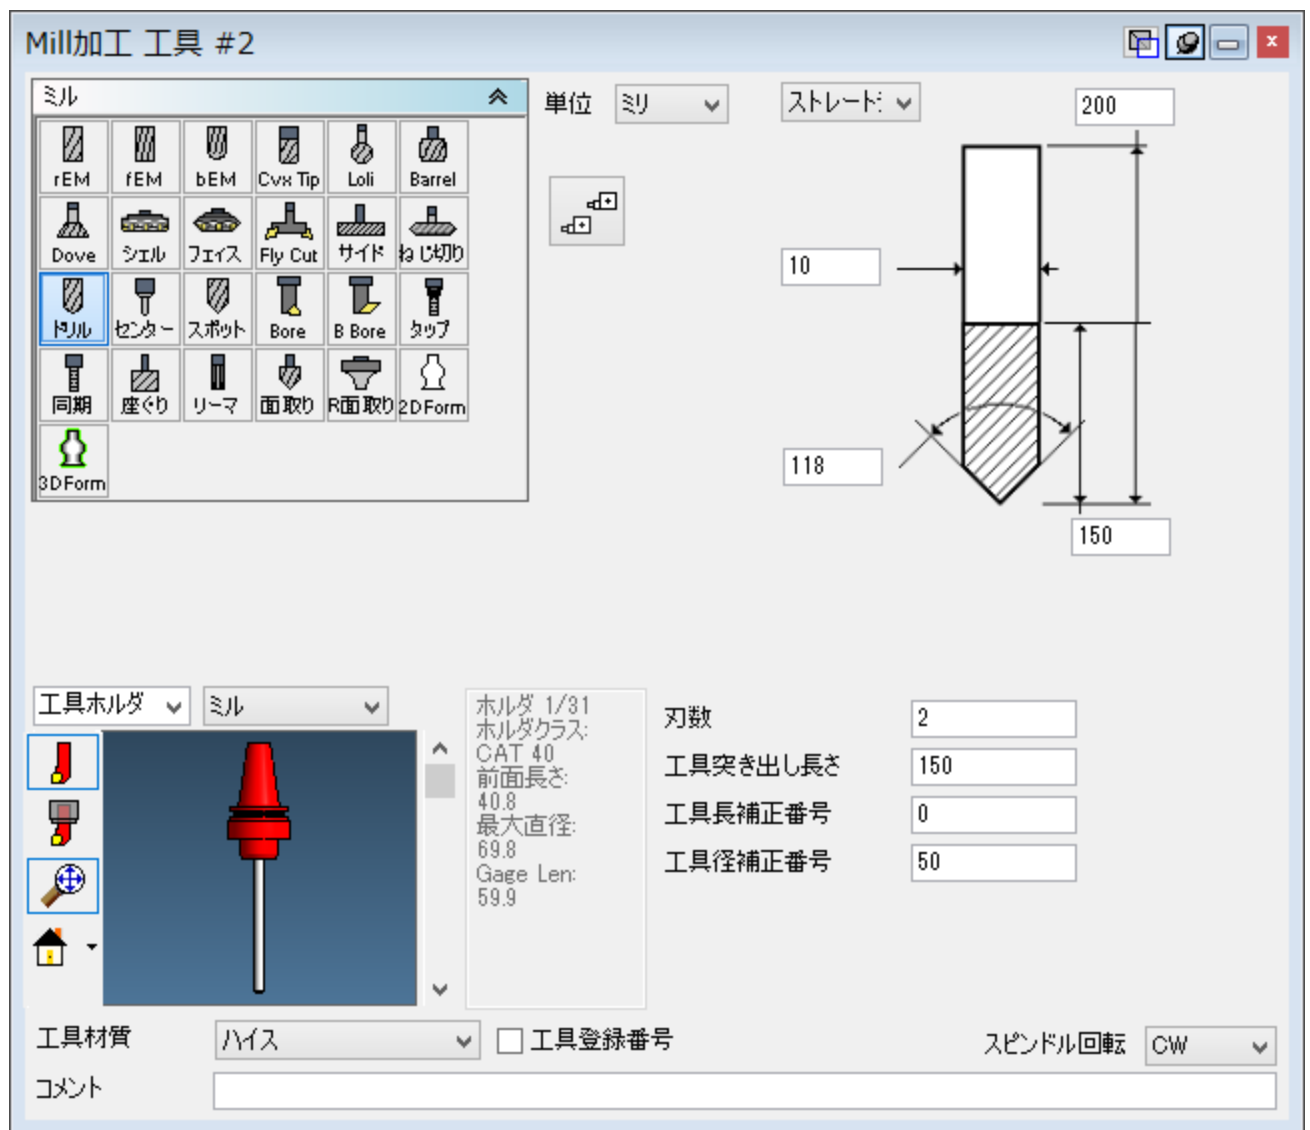 Mill加工 工具 #2
ミル
単位 ミリ ストレートﾐ 200
rEM fEM bEM Cvx Tip Loli Barrel
Dove シェル フェイス Fly Cut サイド ねじ切り
10
ドリル センター スポット Bore B Bore タップ
同期 座ぐり リーマ 面取り R面取り 2DForm
3DForm
118
150
工具ホルダ ミル
ホルダ 1/31
ホルダクラス:
CAT 40
前面長さ:
40.8
最大直径:
69.8
Gage Len:
59.9
刃数 2
工具突き出し長さ 150
工具長補正番号 0
工具径補正番号 50
工具材質 ハイス 工具登録番号 スピンドル回転 CW
コメント